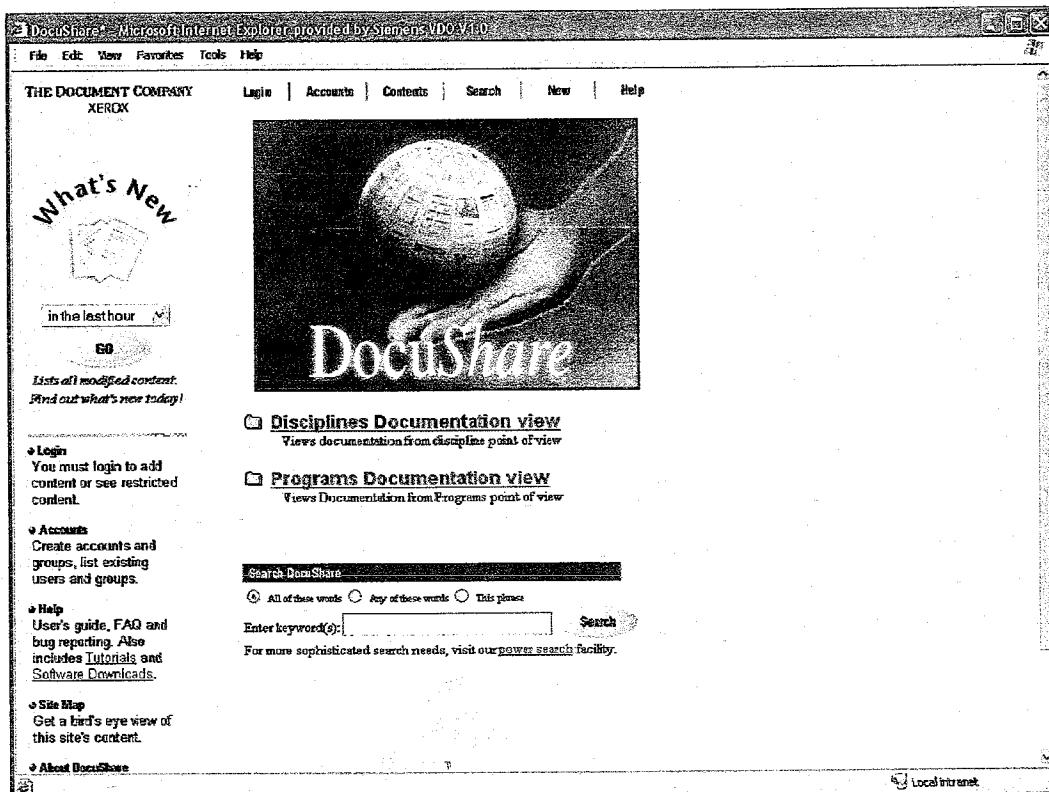 DocuShare* - Microsoft Internet Explorer provided by Siemens VDO V1.0
File Edit View Favorites Tools Help
THE DOCUMENT COMPANY
XEROX
Login | Accounts | Contents | Search | New | Help
What's New
in the last hour
GO
Lists all modified content.
Find out what's new today!
DocuShare
Disciplines Documentation view
Views documentation from discipline point of view
Programs Documentation view
Views Documentation from Programs point of view
Login
You must login to add
content or see restricted
content.
Accounts
Create accounts and
groups, list existing
users and groups.
Help
User's guide, FAQ and
bug reporting. Also
includes Tutorials and
Software Downloads.
Site Map
Get a bird's eye view of
this site's content.
About DocuShare
Search DocuShare
All of these words Any of these words This phrase
Enter keyword(s): Search
For more sophisticated search needs, visit our power search facility.
Local intranet